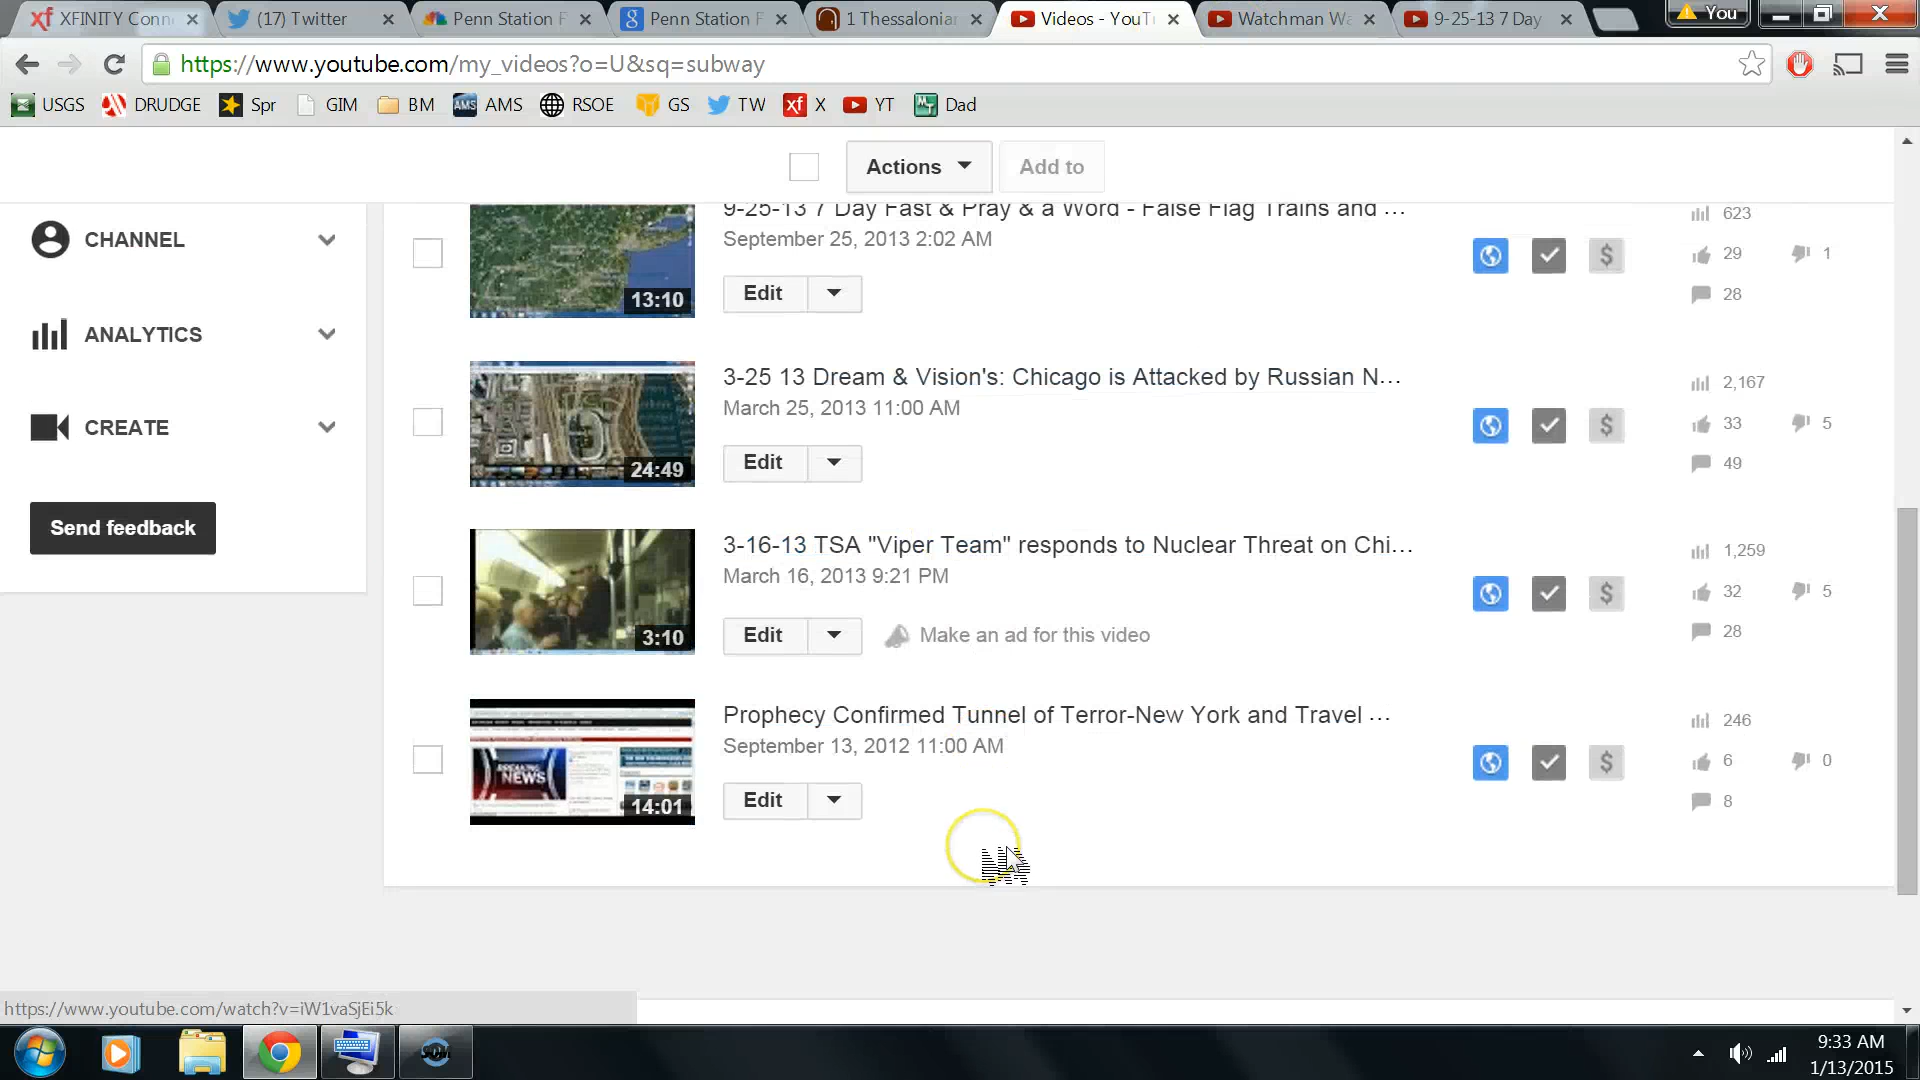 XFINITY Conn
(17) Twitter
Penn Station F
Penn Station F
1 Thessalonian
Videos - YouT
Watchman Wa
9-25-13 7 Day
You
https://www.youtube.com/my_videos?o=U&sq=subway
USGS
DRUDGE
Spr
GIM
BM
AMS
AMS
RSOE
GS
TW
xf
X
YT
Dad
Actions
Add to
CHANNEL
ANALYTICS
CREATE
Send feedback
9-25-13 7 Day Fast & Pray & a Word - False Flag Trains and ...
September 25, 2013 2:02 AM
13:10
Edit
623
29
1
28
3-25 13 Dream & Vision's: Chicago is Attacked by Russian N...
March 25, 2013 11:00 AM
24:49
Edit
2,167
33
5
49
3-16-13 TSA "Viper Team" responds to Nuclear Threat on Chi...
March 16, 2013 9:21 PM
3:10
Edit
Make an ad for this video
1,259
32
5
28
Prophecy Confirmed Tunnel of Terror-New York and Travel ...
September 13, 2012 11:00 AM
BREAKING
NEWS
14:01
Edit
246
6
0
8
https://www.youtube.com/watch?v=iW1vaSjEi5k
9:33 AM
1/13/2015